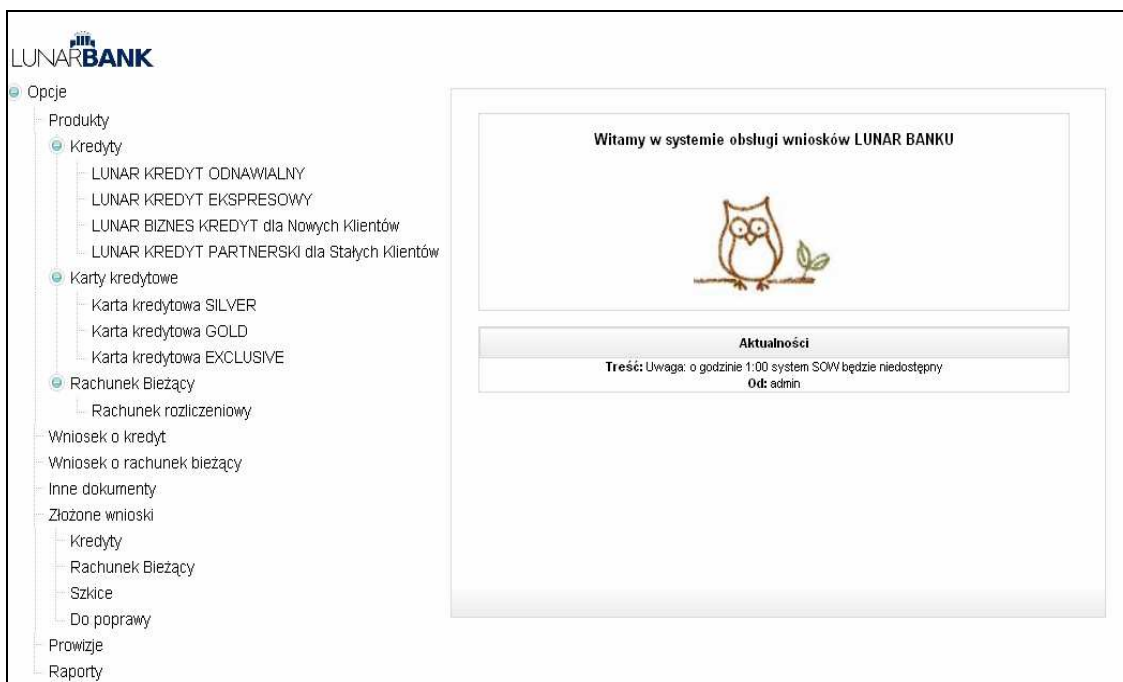 LUNARBANK
Opcje
Produkty
Kredyty
LUNAR KREDYT ODNAWIALNY
LUNAR KREDYT EKSPRESOWY
LUNAR BIZNES KREDYT dla Nowych Klientów
LUNAR KREDYT PARTNERSKI dla Stałych Klientów
Karty kredytowe
Karta kredytowa SILVER
Karta kredytowa GOLD
Karta kredytowa EXCLUSIVE
Rachunek Bieżący
Rachunek rozliczeniowy
Wniosek o kredyt
Wniosek o rachunek bieżący
Inne dokumenty
Złożone wnioski
Kredyty
Rachunek Bieżący
Szkice
Do poprawy
Prowizje
Raporty
Witamy w systemie obsługi wniosków LUNAR BANKU
Aktualności
Treść: Uwaga: o godzinie 1:00 system SOW będzie niedostępny
Od: admin